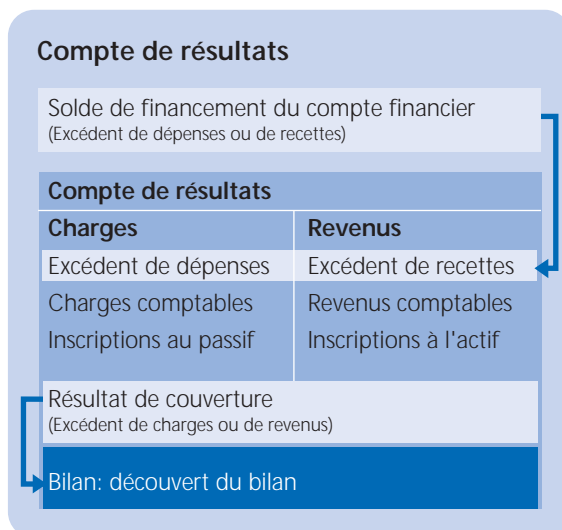 Compte de résultats
Solde de financement du compte financier
(Excédent de dépenses ou de recettes)
Compte de résultats
Charges Revenus
Excédent de dépenses Excédent de recettes
Charges comptables Revenus comptables
Inscriptions au passif Inscriptions à l'actif
Résultat de couverture
(Excédent de charges ou de revenus)
Bilan: découvert du bilan